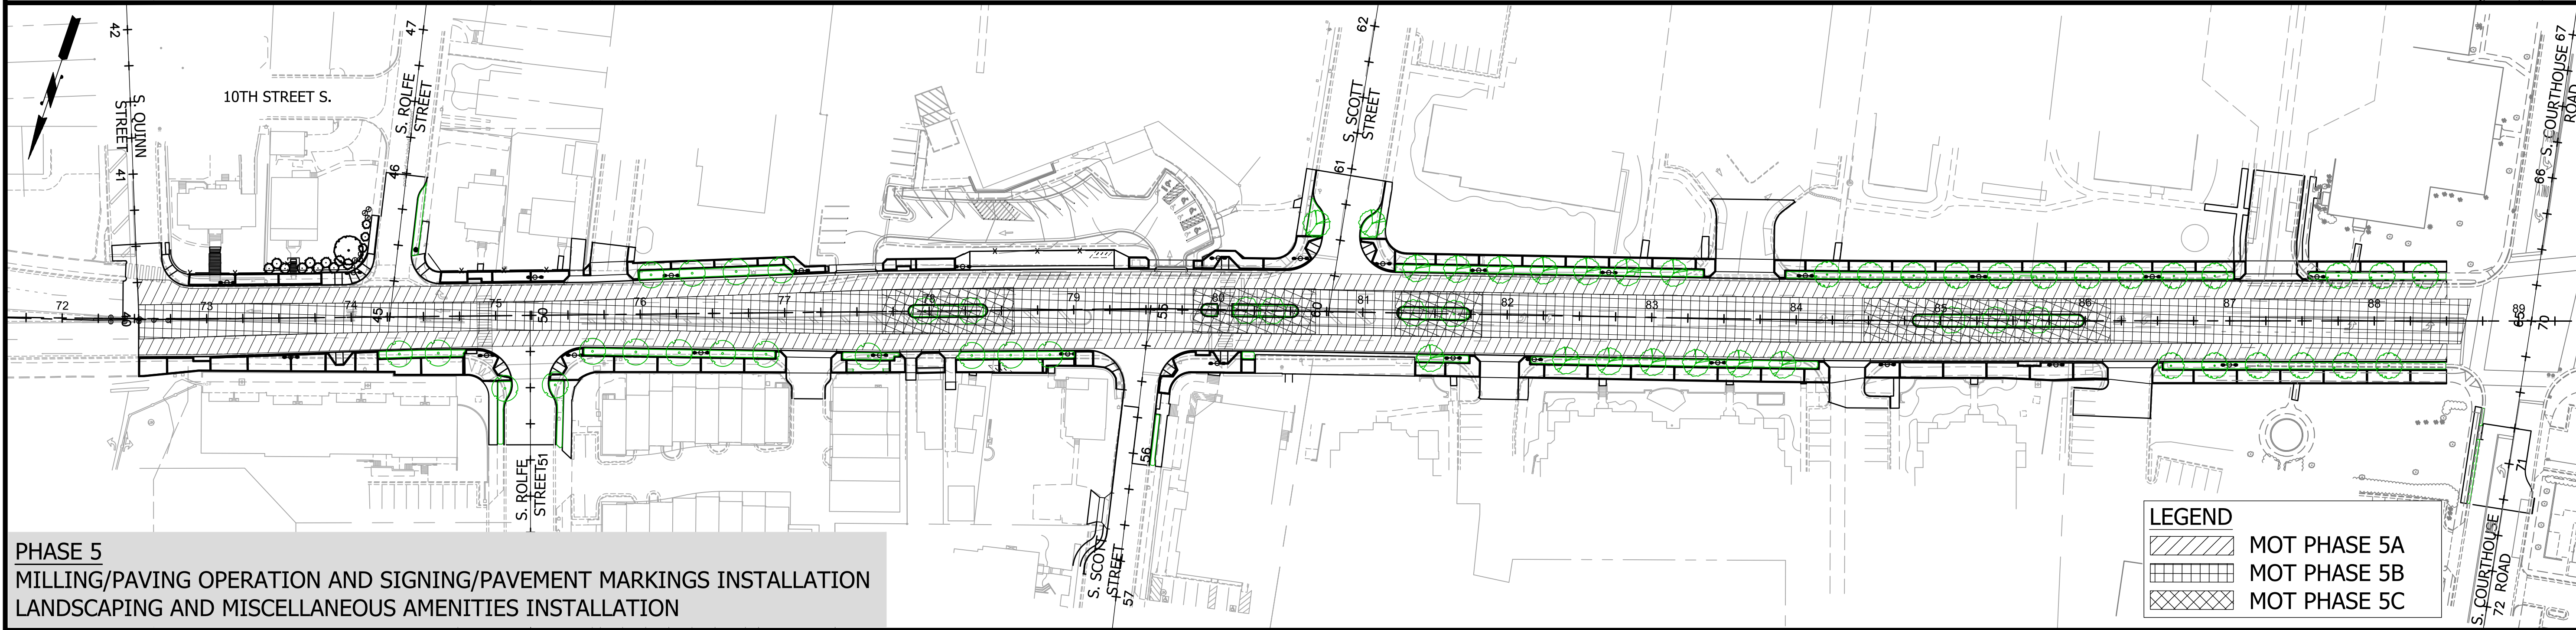 42
47
62
S. COURTHOUSE 67
ROAD
S. QUINN
STREET
10TH STREET S.
S. ROLFE
STREET
S. SCOTT
STREET
41
46
61
66
72
40
73
74
45
75
50
76
77
78
79
55
80
60
81
82
83
84
85
86
87
88
89
65
70
S. ROLFE
STREET
51
56
S. SCOTT
STREET
57
71
S. COURTHOUSE
72 ROAD
PHASE 5
MILLING/PAVING OPERATION AND SIGNING/PAVEMENT MARKINGS INSTALLATION
LANDSCAPING AND MISCELLANEOUS AMENITIES INSTALLATION
LEGEND
MOT PHASE 5A
MOT PHASE 5B
MOT PHASE 5C